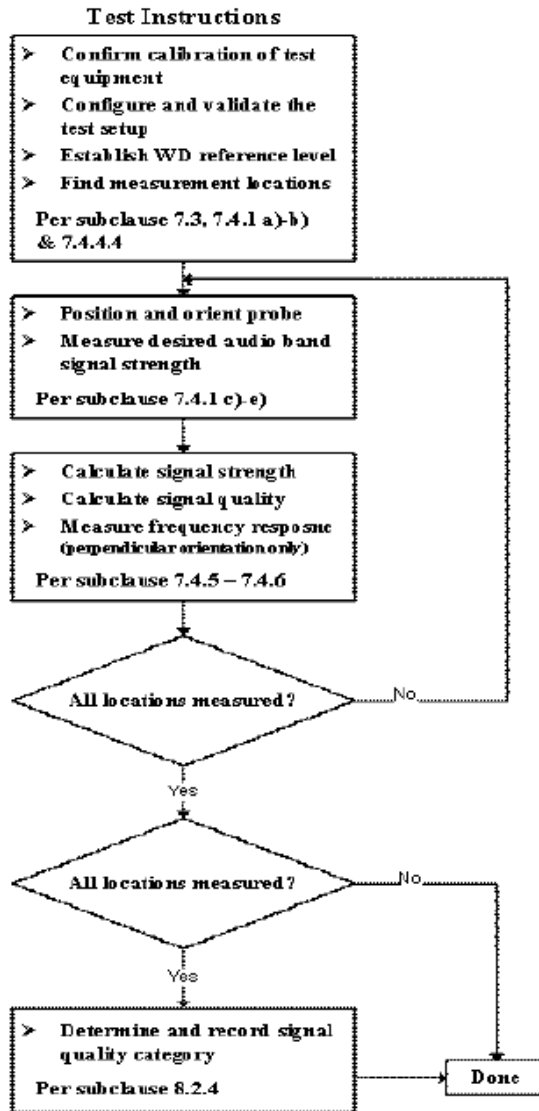 Test Instructions
➢ Confirm calibration of test
equipment
➢ Configure and validate the
test setup
➢ Establish WD reference level
➢ Find measurement locations
Per subclause 7.3, 7.4.1 a)-b)
& 7.4.4.4
➢ Position and orient probe
➢ Measure desired audio band
signal strength
Per subclause 7.4.1 c)-e)
➢ Calculate signal strength
➢ Calculate signal quality
➢ Measure frequency resposne
(perpendicular orientation only)
Per subclause 7.4.5 – 7.4.6
All locations measured?
No
Yes
All locations measured?
No
Yes
➢ Determine and record signal
quality category
Per subclause 8.2.4
Done